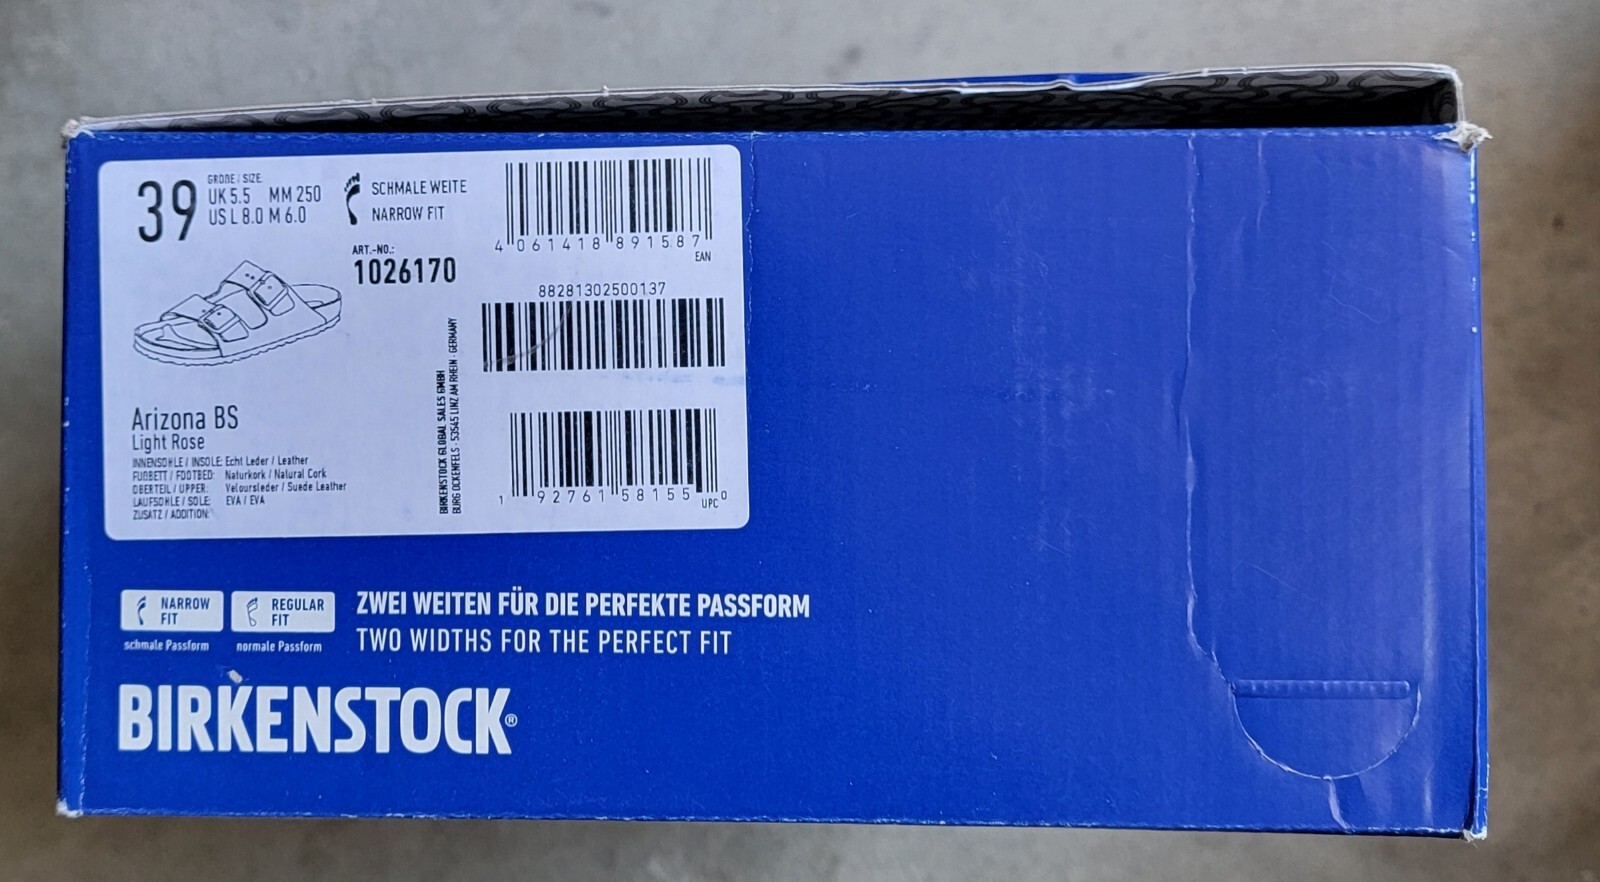 39
GRÖßE / SIZE
UK 5.5 MM 250
US L 8.0 M 6.0
SCHMALE WEITE
NARROW FIT
ART.-NO.:
1026170
4 061418 891587
EAN
88281302500137
BIRKENSTOCK GLOBAL SALES GMBH
BURG OCKENFELS · 53545 LINZ AM RHEIN · GERMANY
1 92761 58155 0
UPC
Arizona BS
Light Rose
INNENSOHLE / INSOLE: Echt Leder / Leather
FUßBETT / FOOTBED: Naturkork / Natural Cork
OBERTEIL / UPPER: Veloursleder / Suede Leather
LAUFSOHLE / SOLE: EVA / EVA
ZUSATZ / ADDITION:
NARROW
FIT
schmale Passform
REGULAR
FIT
normale Passform
ZWEI WEITEN FÜR DIE PERFEKTE PASSFORM
TWO WIDTHS FOR THE PERFECT FIT
BIRKENSTOCK®